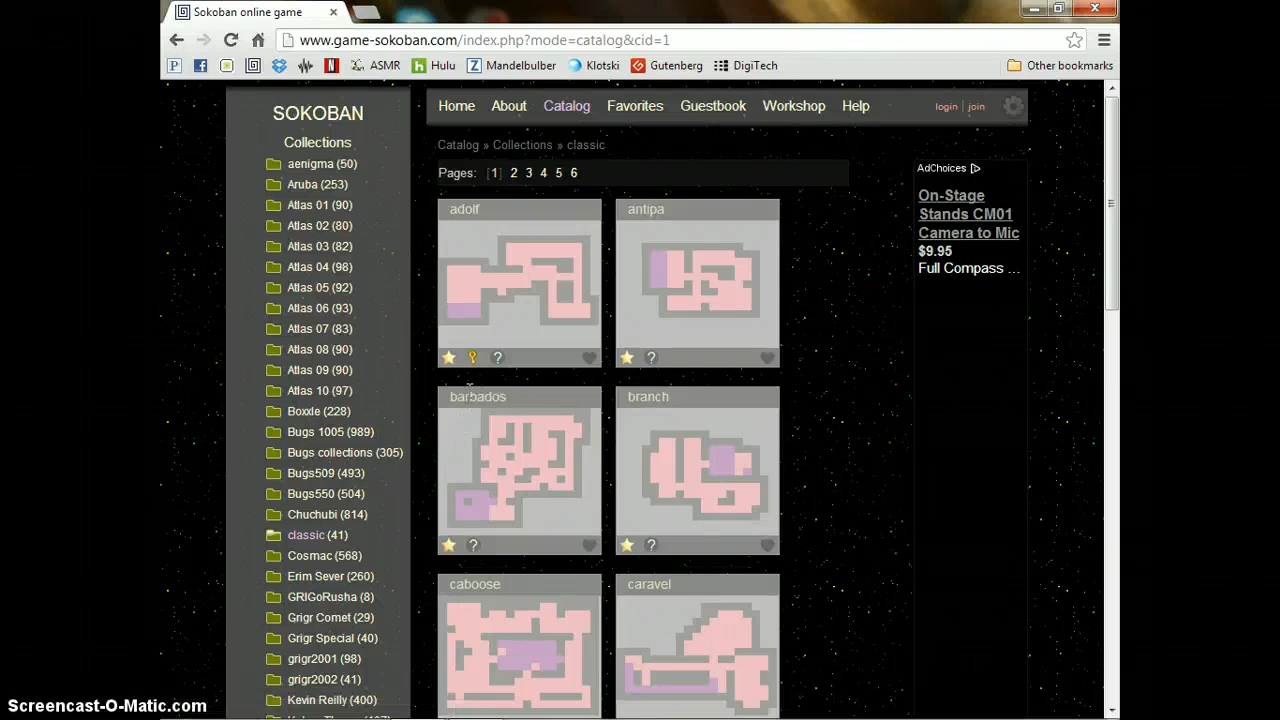 Sokoban online game
www.game-sokoban.com/index.php?mode=catalog&cid=1
ASMR Hulu Mandelbulber Klotski Gutenberg DigiTech Other bookmarks
SOKOBAN
Collections
aenigma (50)
Aruba (253)
Atlas 01 (90)
Atlas 02 (80)
Atlas 03 (82)
Atlas 04 (98)
Atlas 05 (92)
Atlas 06 (93)
Atlas 07 (83)
Atlas 08 (90)
Atlas 09 (90)
Atlas 10 (97)
Boxxle (228)
Bugs 1005 (989)
Bugs collections (305)
Bugs509 (493)
Bugs550 (504)
Chuchubi (814)
classic (41)
Cosmac (568)
Erim Sever (260)
GRIGoRusha (8)
Grigr Comet (29)
Grigr Special (40)
grigr2001 (98)
grigr2002 (41)
Kevin Reilly (400)
Home About Catalog Favorites Guestbook Workshop Help login | join
Catalog » Collections » classic
Pages: [1] 2 3 4 5 6
adolf
antipa
barbados
branch
caboose
caravel
AdChoices
On-Stage
Stands CM01
Camera to Mic
$9.95
Full Compass ...
Screencast-O-Matic.com